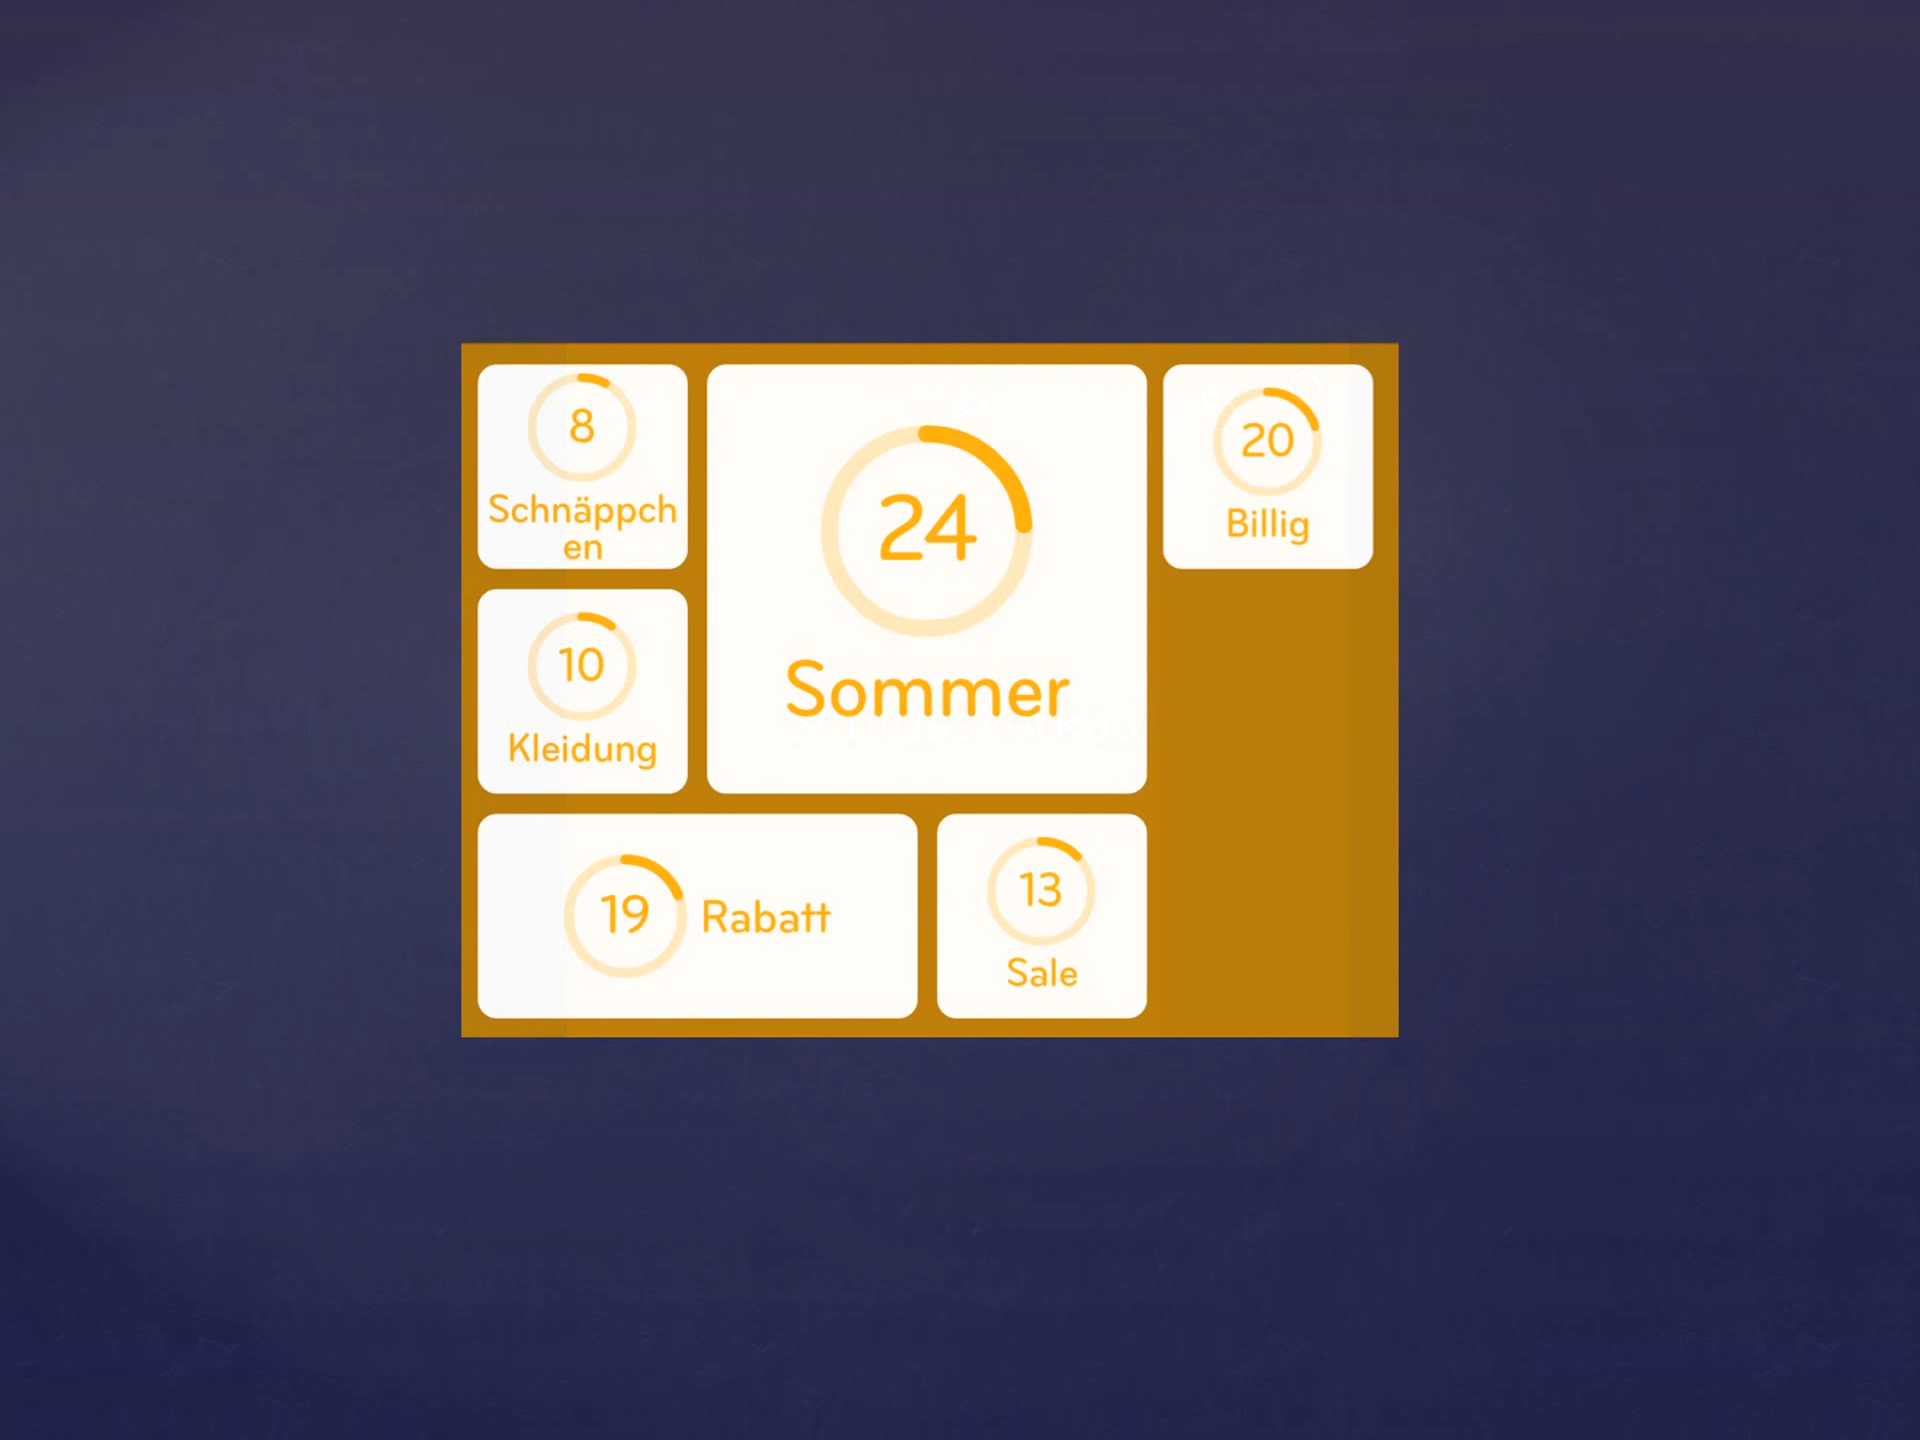 8
Schnäppch
en
24
Sommer
20
Billig
10
Kleidung
19 Rabatt
13
Sale